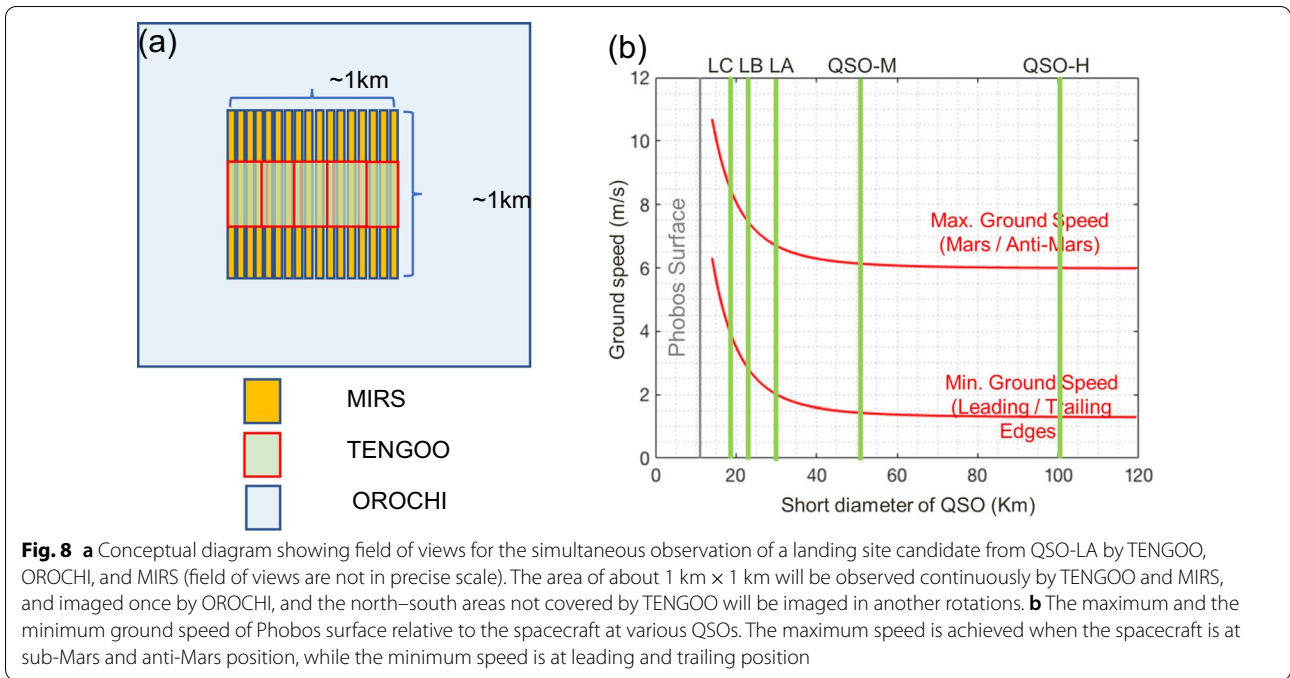 (a)
~1km
~1km
MIRS
TENGOO
OROCHI
(b)
LC LB LA QSO-M QSO-H
12
10
8
6
4
2
0
Ground speed (m/s)
Phobos Surface
Max. Ground Speed
(Mars / Anti-Mars)
Min. Ground Speed
(Leading / Trailing
Edges
0 20 40 60 80 100 120
Short diameter of QSO (Km)
Fig. 8 a Conceptual diagram showing field of views for the simultaneous observation of a landing site candidate from QSO-LA by TENGOO,
OROCHI, and MIRS (field of views are not in precise scale). The area of about 1 km × 1 km will be observed continuously by TENGOO and MIRS,
and imaged once by OROCHI, and the north–south areas not covered by TENGOO will be imaged in another rotations. b The maximum and the
minimum ground speed of Phobos surface relative to the spacecraft at various QSOs. The maximum speed is achieved when the spacecraft is at
sub-Mars and anti-Mars position, while the minimum speed is at leading and trailing position